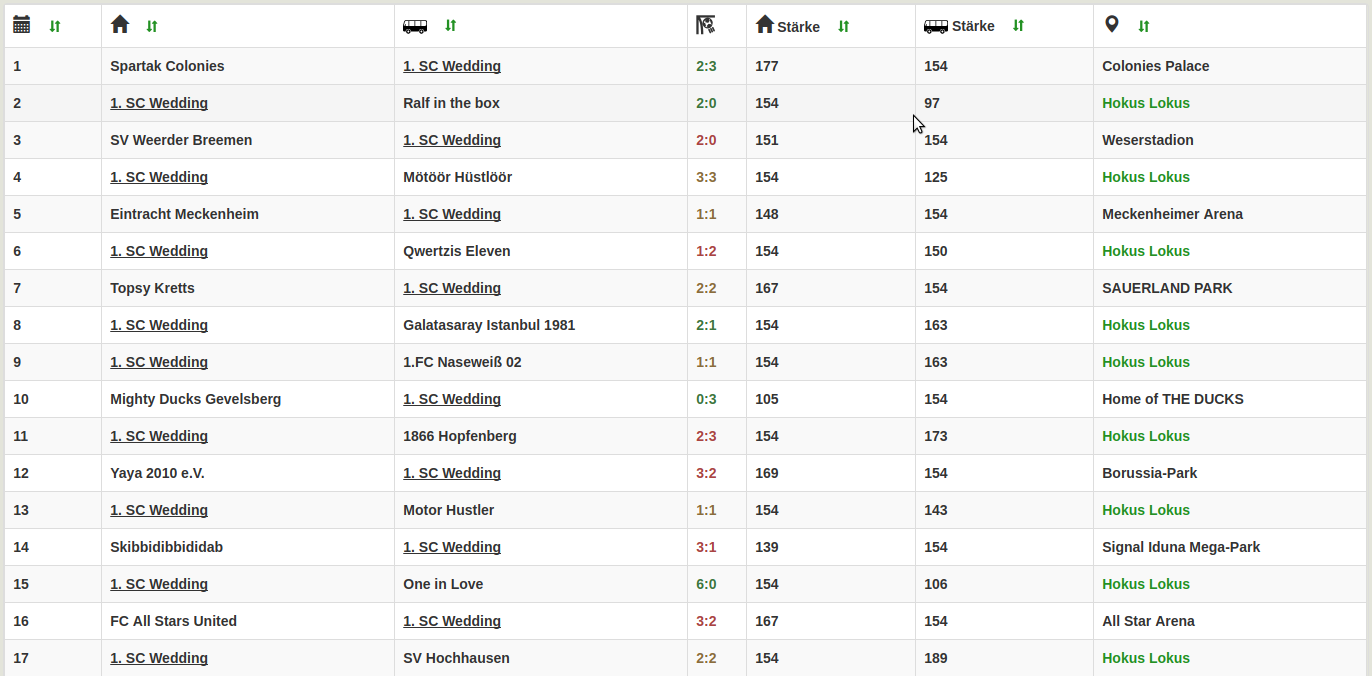 Stärke Stärke
1 Spartak Colonies 1. SC Wedding 2:3 177 154 Colonies Palace
2 1. SC Wedding Ralf in the box 2:0 154 97 Hokus Lokus
3 SV Weerder Breemen 1. SC Wedding 2:0 151 154 Weserstadion
4 1. SC Wedding Mötöör Hüstlöör 3:3 154 125 Hokus Lokus
5 Eintracht Meckenheim 1. SC Wedding 1:1 148 154 Meckenheimer Arena
6 1. SC Wedding Qwertzis Eleven 1:2 154 150 Hokus Lokus
7 Topsy Kretts 1. SC Wedding 2:2 167 154 SAUERLAND PARK
8 1. SC Wedding Galatasaray Istanbul 1981 2:1 154 163 Hokus Lokus
9 1. SC Wedding 1.FC Naseweiß 02 1:1 154 163 Hokus Lokus
10 Mighty Ducks Gevelsberg 1. SC Wedding 0:3 105 154 Home of THE DUCKS
11 1. SC Wedding 1866 Hopfenberg 2:3 154 173 Hokus Lokus
12 Yaya 2010 e.V. 1. SC Wedding 3:2 169 154 Borussia-Park
13 1. SC Wedding Motor Hustler 1:1 154 143 Hokus Lokus
14 Skibbidibbididab 1. SC Wedding 3:1 139 154 Signal Iduna Mega-Park
15 1. SC Wedding One in Love 6:0 154 106 Hokus Lokus
16 FC All Stars United 1. SC Wedding 3:2 167 154 All Star Arena
17 1. SC Wedding SV Hochhausen 2:2 154 189 Hokus Lokus